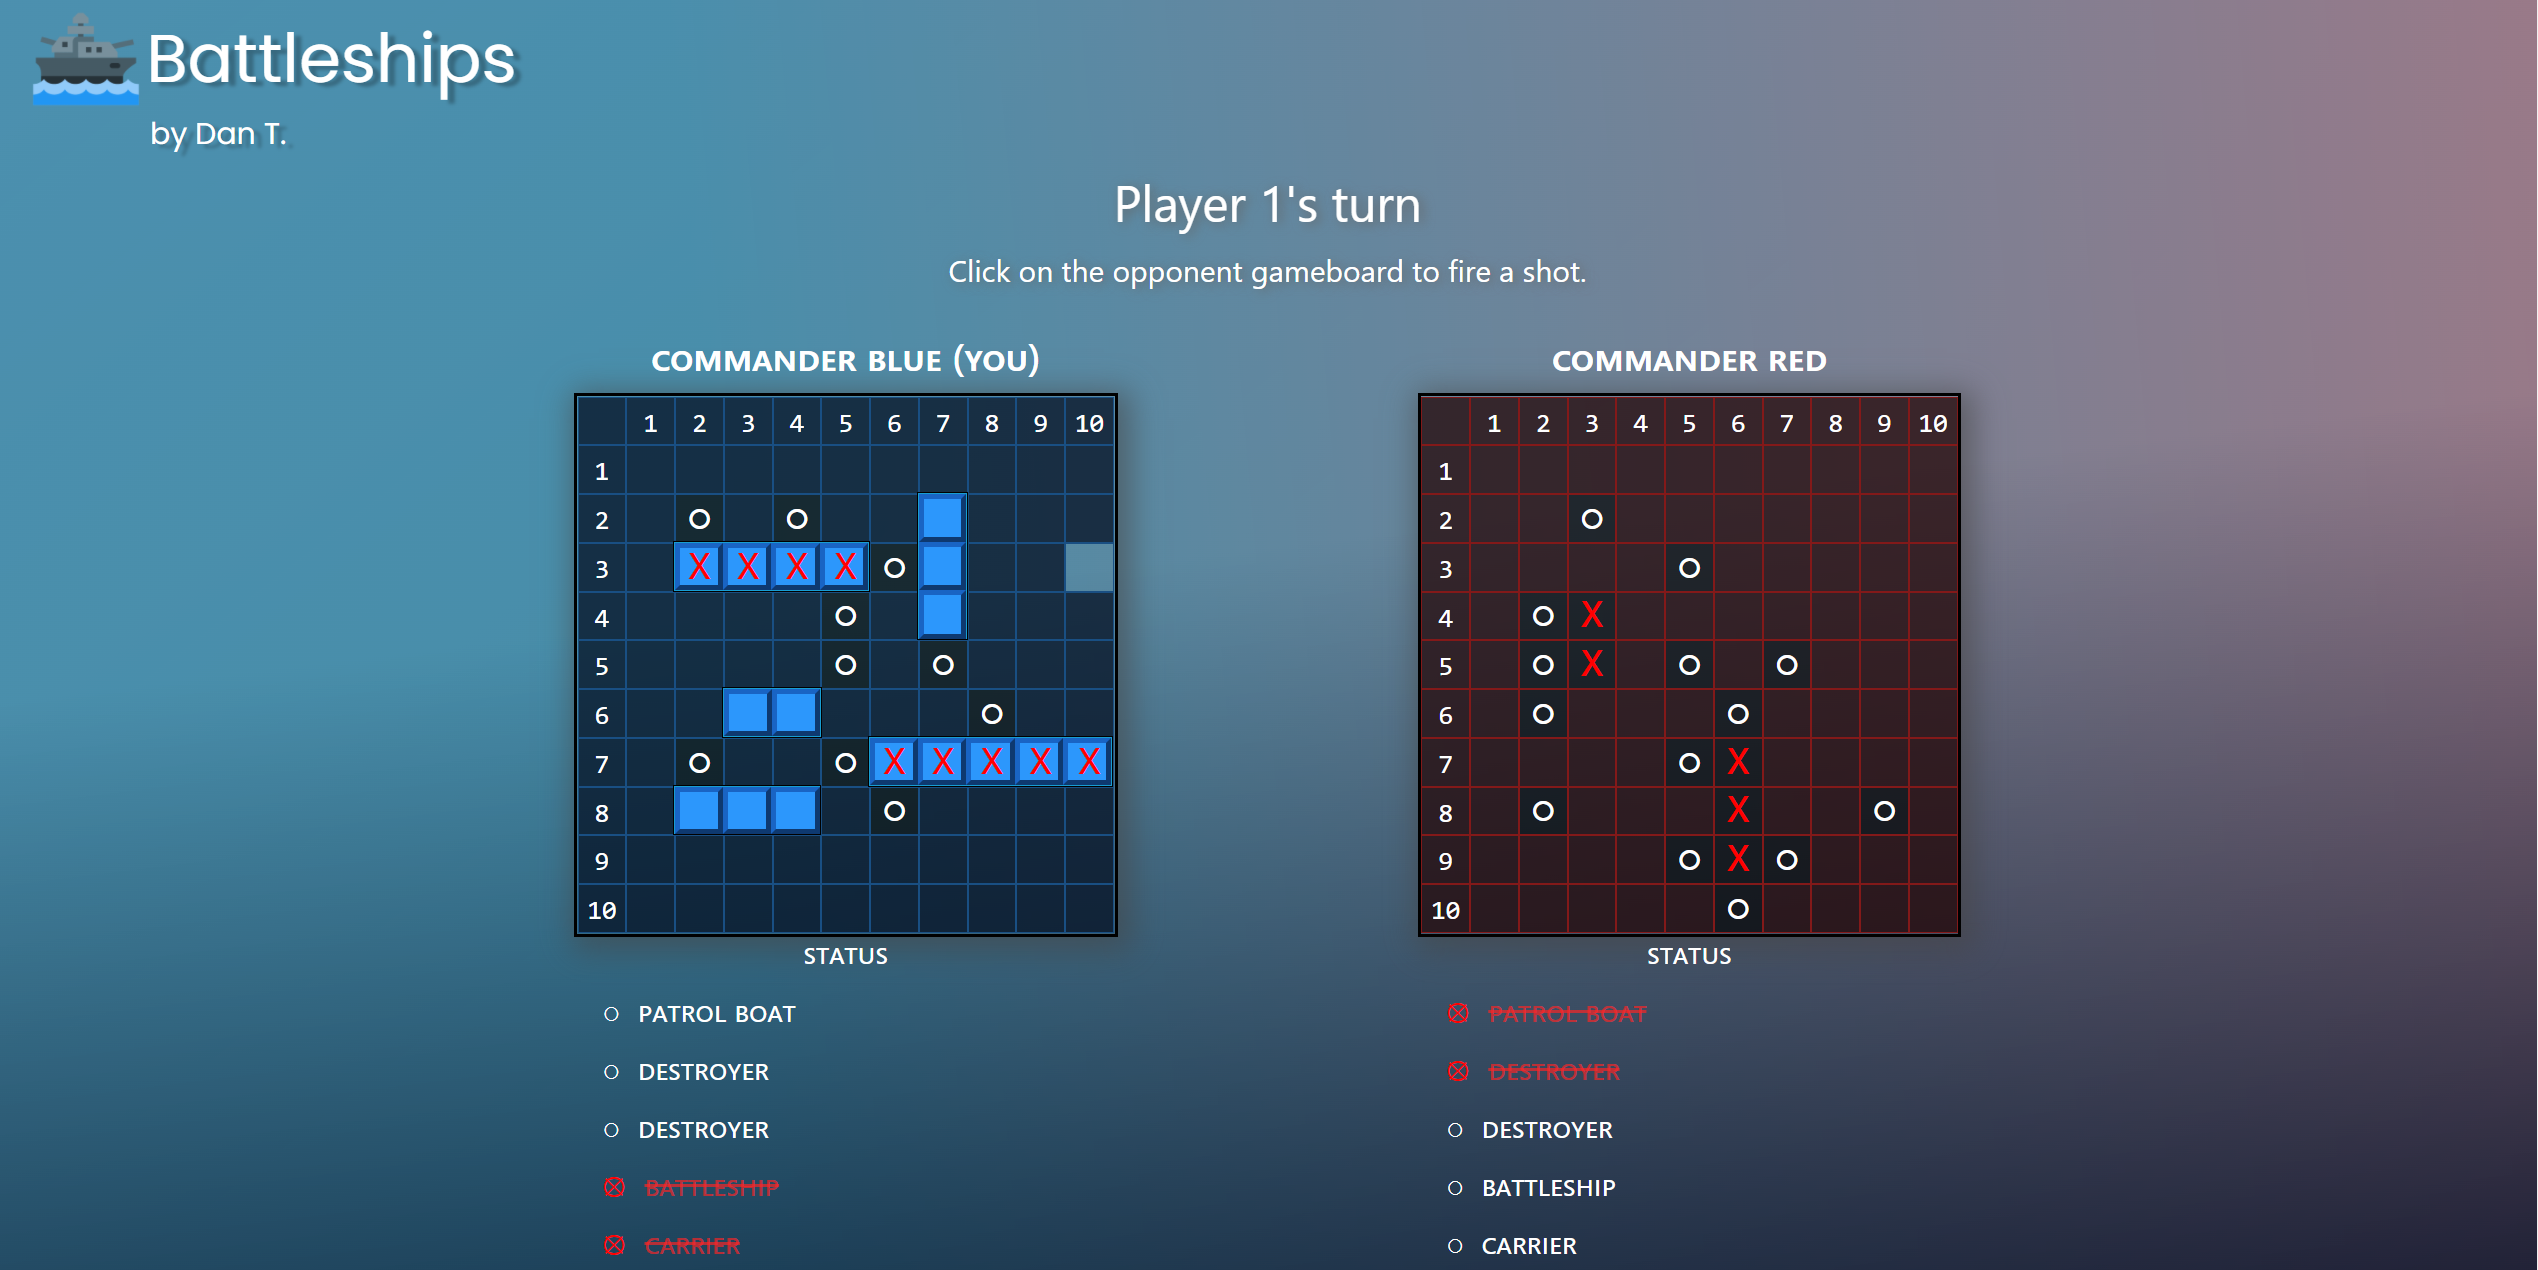 Battleships
by Dan T.
Player 1's turn
Click on the opponent gameboard to fire a shot.
COMMANDER BLUE (YOU)
1 2 3 4 5 6 7 8 9 10
1
2 O O
3 X X X X O
4 O
5 O O
6 O
7 O O X X X X X
8 O
9
10
STATUS
PATROL BOAT
DESTROYER
DESTROYER
BATTLESHIP
CARRIER
COMMANDER RED
1 2 3 4 5 6 7 8 9 10
1
2 O
3 O
4 O X
5 O X O O
6 O O
7 O X
8 O X O
9 O X O
10 O
STATUS
PATROL BOAT
DESTROYER
DESTROYER
BATTLESHIP
CARRIER